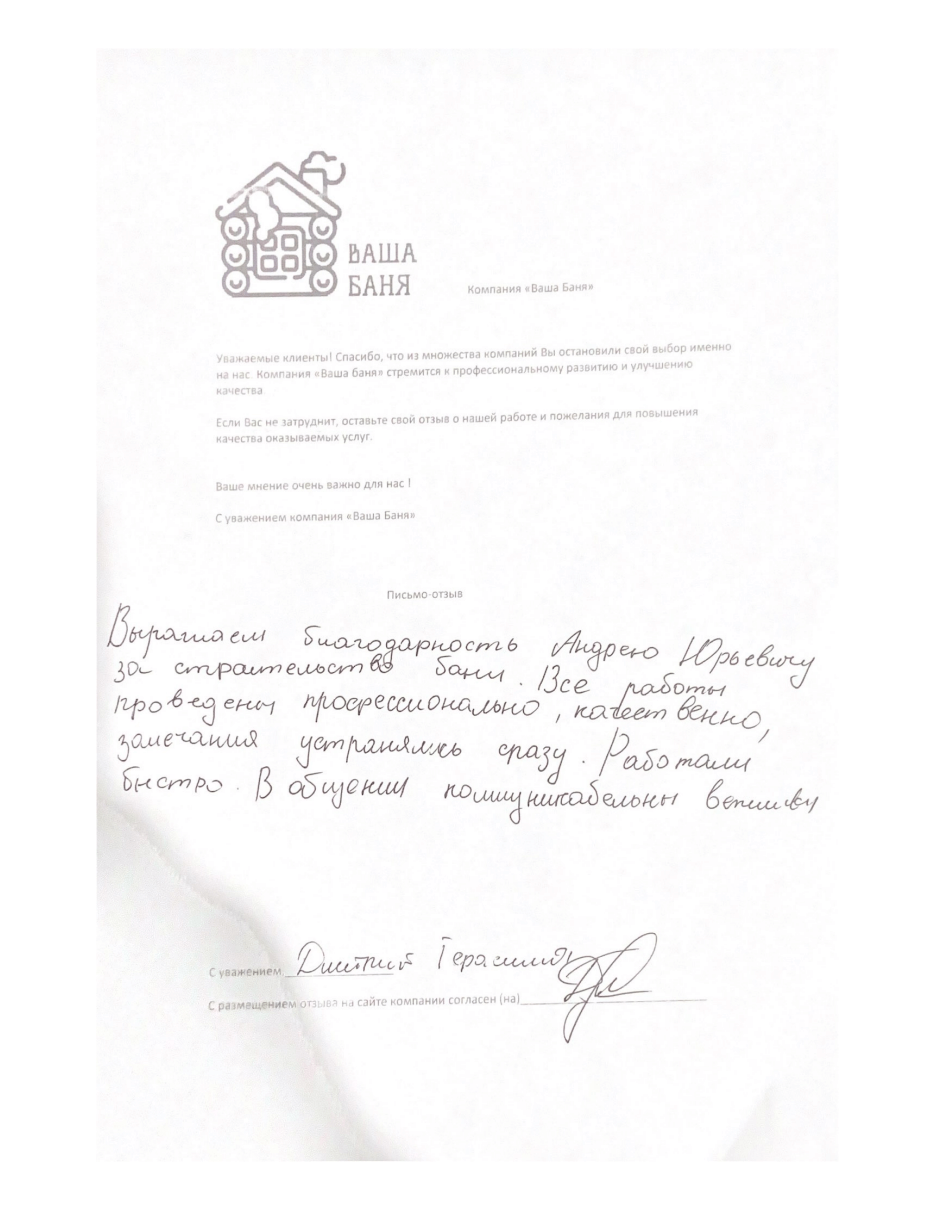 ВАША
БАНЯ
Компания «Ваша Баня»
Уважаемые клиенты! Спасибо, что из множества компаний Вы остановили свой выбор именно
на нас. Компания «Ваша баня» стремится к профессиональному развитию и улучшению
качества
Если Вас не затруднит, оставьте свой отзыв о нашей работе и пожелания для повышения
качества оказываемых услуг.
Ваше мнение очень важно для нас !
С уважением компания «Ваша Баня»
Письмо-отзыв
Выражаем благодарность Андрею Юрьевичу
за строительство бани. Все работы
проведены профессионально, качественно,
замечания устранялись сразу. Работали
быстро. В общении коммуникабельны вежливы
С уважением Дмитрий
С размещением отзыва на сайте компании согласен (на)